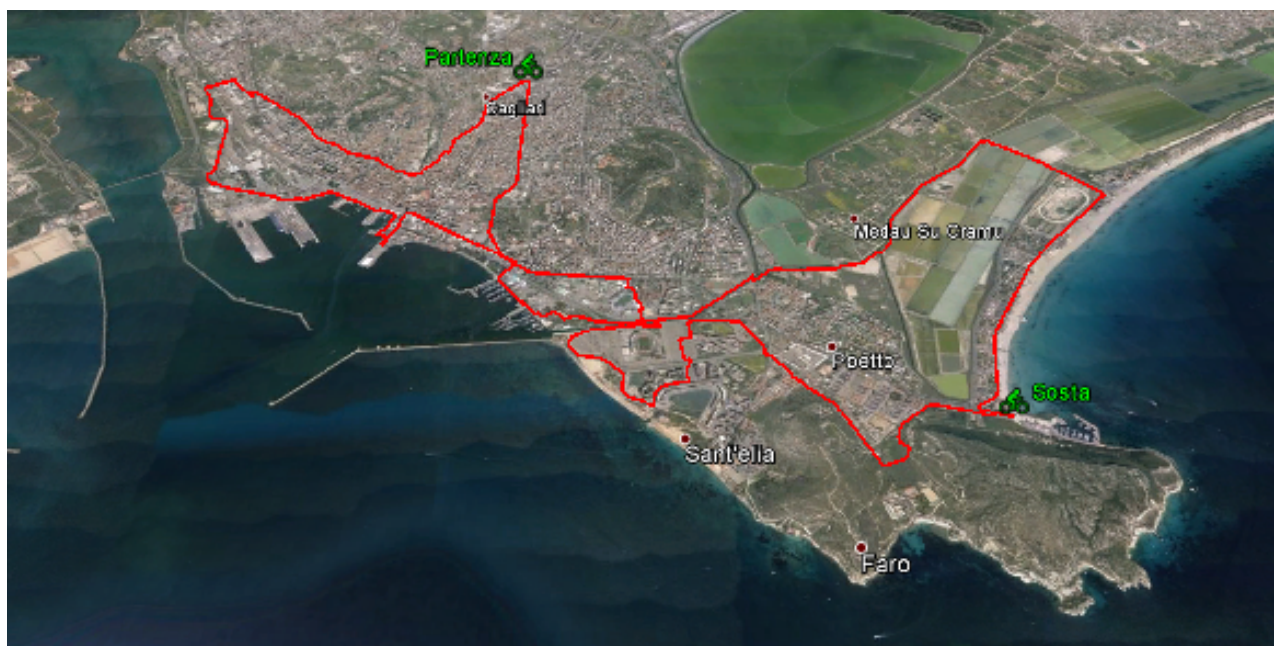 Partenza
Cagliari
Medau Su Cramu
Poetto
Sosta
Sant'elia
Faro